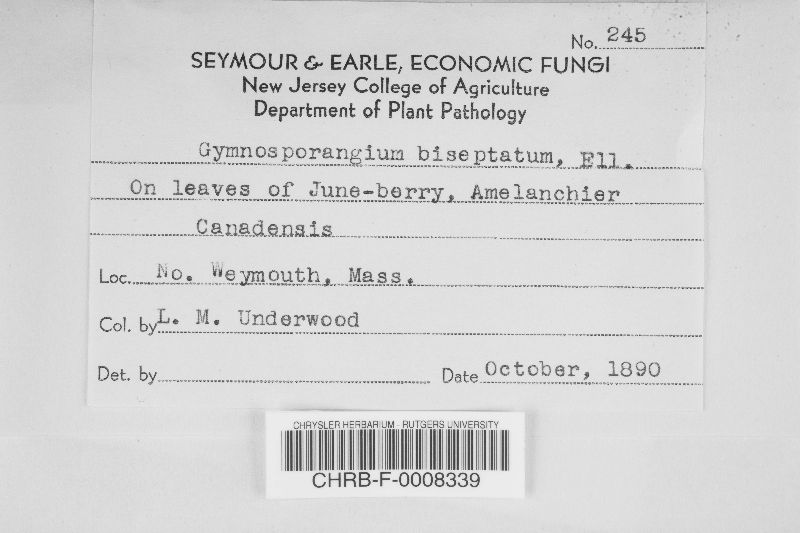 No. 245
SEYMOUR & EARLE, ECONOMIC FUNGI
New Jersey College of Agriculture
Department of Plant Pathology
Gymnosporangium biseptatum, Ell.
On leaves of June-berry, Amelanchier
Canadensis
Loc. No. Weymouth, Mass.
Col. by L. M. Underwood
Det. by
Date October, 1890
CHRYSLER HERBARIUM - RUTGERS UNIVERSITY
CHRB-F-0008339